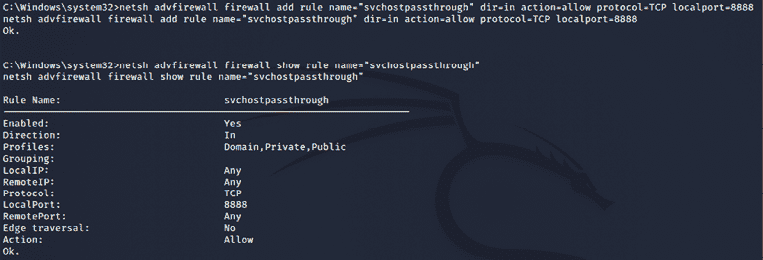 C:\Windows\system32>netsh advfirewall firewall add rule name="svchostpassthrough" dir=in action=allow protocol=TCP localport=8888
netsh advfirewall firewall add rule name="svchostpassthrough" dir=in action=allow protocol=TCP localport=8888
Ok.
C:\Windows\system32>netsh advfirewall firewall show rule name="svchostpassthrough"
netsh advfirewall firewall show rule name="svchostpassthrough"
Rule Name: svchostpassthrough
Enabled: Yes
Direction: In
Profiles: Domain,Private,Public
Grouping:
LocalIP: Any
RemoteIP: Any
Protocol: TCP
LocalPort: 8888
RemotePort: Any
Edge traversal: No
Action: Allow
Ok.